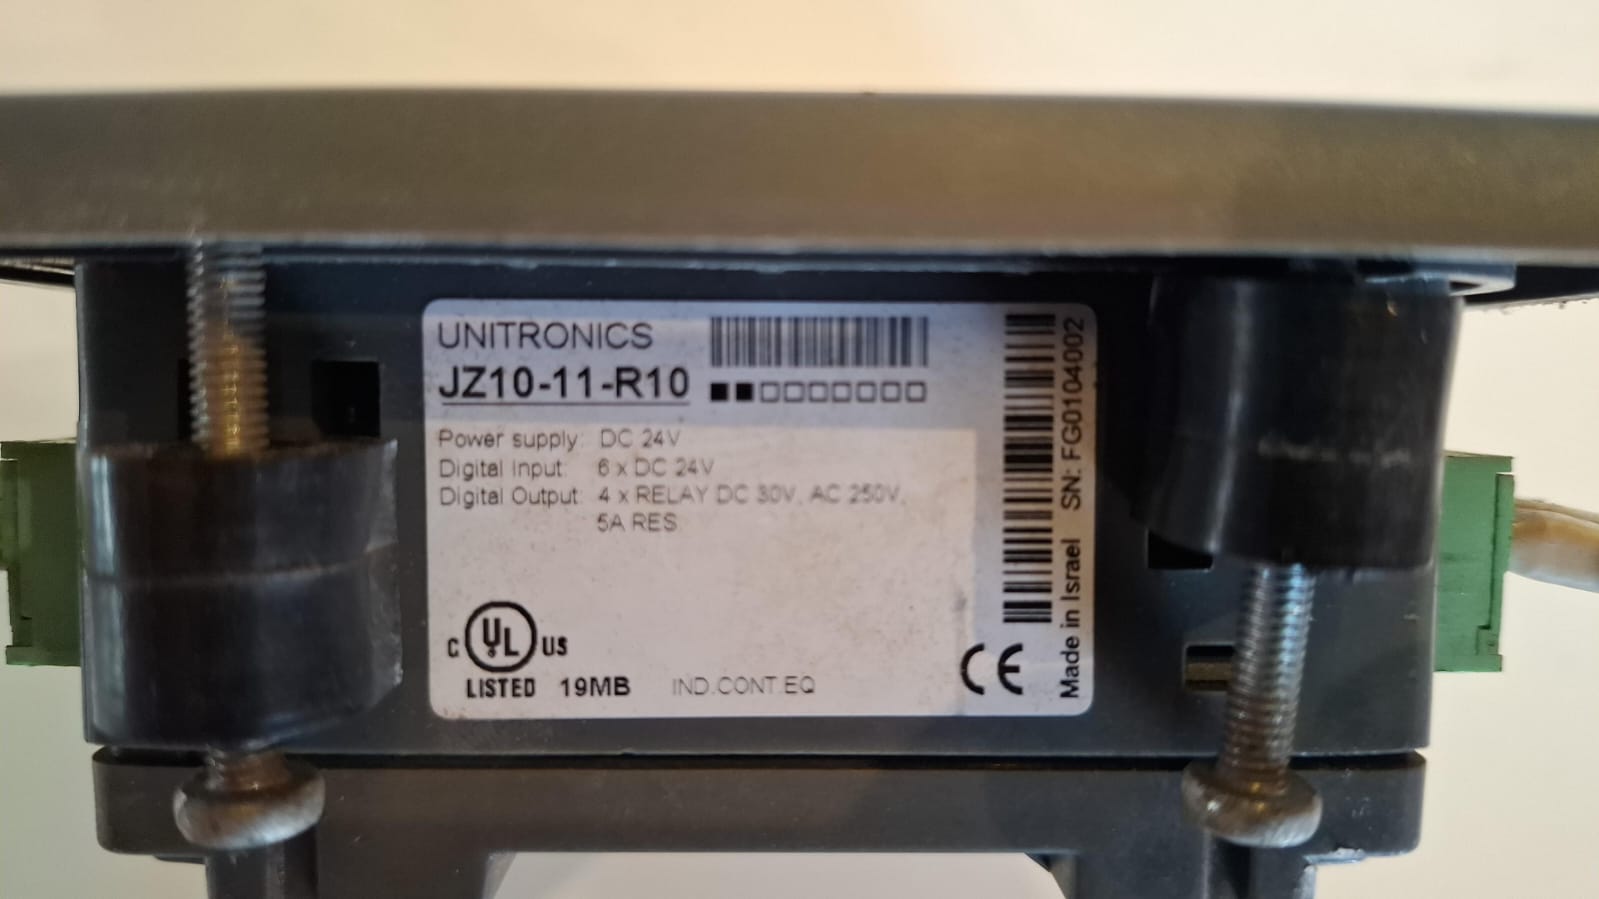 UNITRONICS
JZ10-11-R10
Power supply: DC 24V
Digital Input: 6 x DC 24V
Digital Output: 4 x RELAY DC 30V, AC 250V,
5A RES
C UL US
LISTED 19MB IND.CONT.EQ
CE
Made in Israel SN: FG0104002